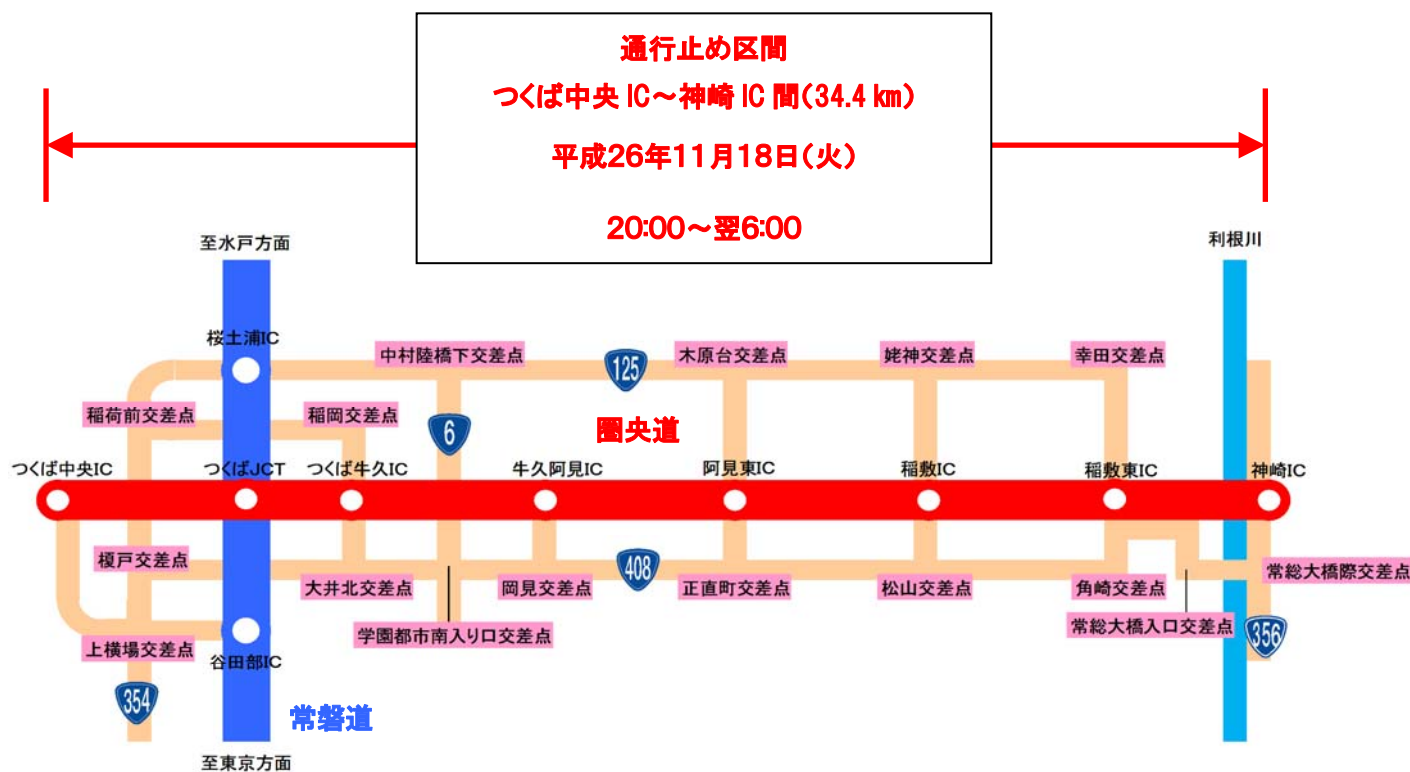 通行止め区間
つくば中央 IC～神崎 IC 間(34.4 km)
平成26年11月18日(火)
20:00～翌6:00
至水戸方面
利根川
桜土浦IC
中村陸橋下交差点
125
木原台交差点
姥神交差点
幸田交差点
稲荷前交差点
稲岡交差点
6
圏央道
つくば中央IC
つくばJCT
つくば牛久IC
牛久阿見IC
阿見東IC
稲敷IC
稲敷東IC
神崎IC
榎戸交差点
大井北交差点
岡見交差点
408
正直町交差点
松山交差点
角崎交差点
常総大橋際交差点
上横場交差点
谷田部IC
学園都市南入り口交差点
常総大橋入口交差点
356
354
常磐道
至東京方面